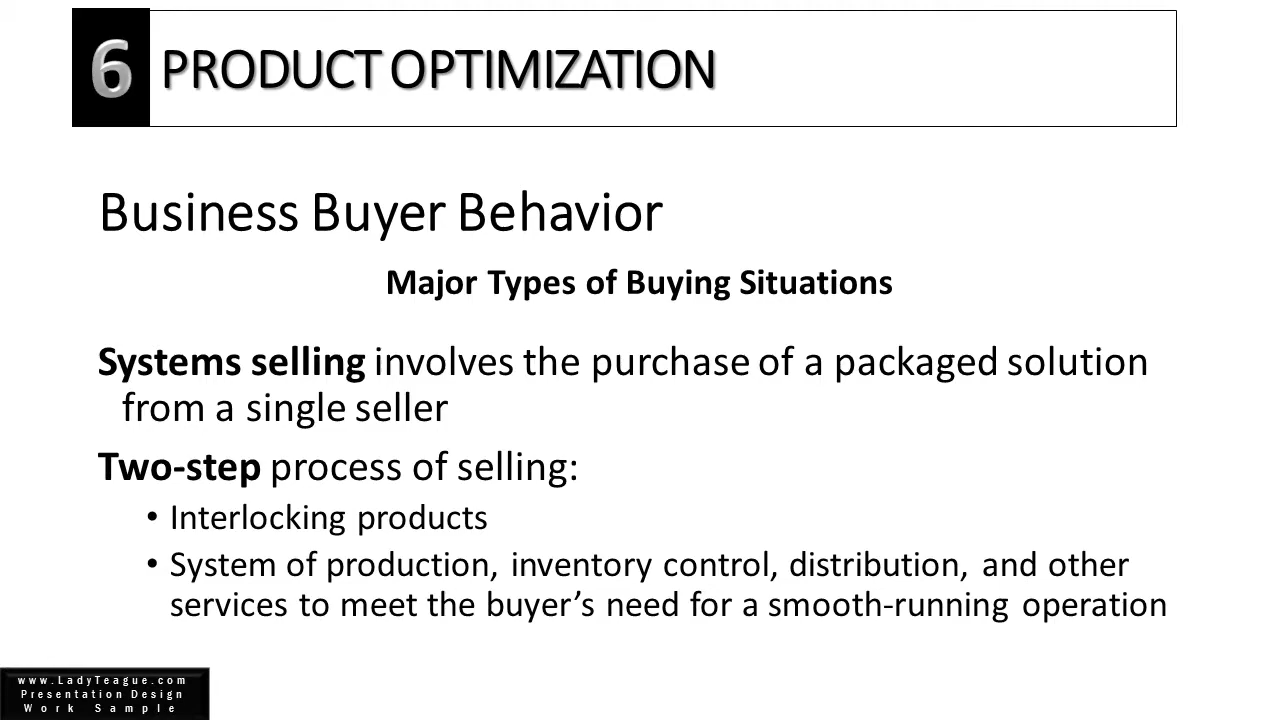 6 PRODUCT OPTIMIZATION
Business Buyer Behavior
Major Types of Buying Situations
Systems selling involves the purchase of a packaged solution
from a single seller
Two-step process of selling:
• Interlocking products
• System of production, inventory control, distribution, and other
services to meet the buyer’s need for a smooth-running operation
www.LadyTeague.com
Presentation Design
Work Sample